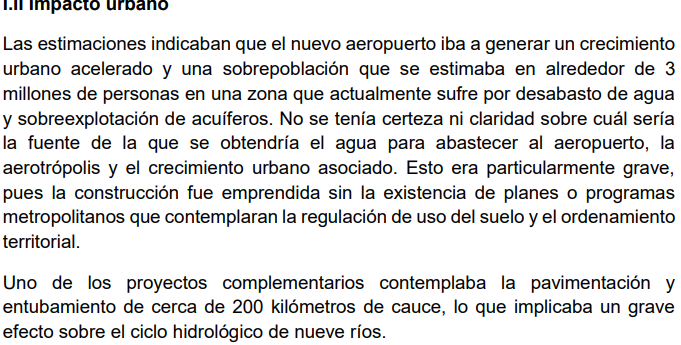 I.II Impacto urbano
Las estimaciones indicaban que el nuevo aeropuerto iba a generar un crecimiento
urbano acelerado y una sobrepoblación que se estimaba en alrededor de 3
millones de personas en una zona que actualmente sufre por desabasto de agua
y sobreexplotación de acuíferos. No se tenía certeza ni claridad sobre cuál sería
la fuente de la que se obtendría el agua para abastecer al aeropuerto, la
aerotrópolis y el crecimiento urbano asociado. Esto era particularmente grave,
pues la construcción fue emprendida sin la existencia de planes o programas
metropolitanos que contemplaran la regulación de uso del suelo y el ordenamiento
territorial.
Uno de los proyectos complementarios contemplaba la pavimentación y
entubamiento de cerca de 200 kilómetros de cauce, lo que implicaba un grave
efecto sobre el ciclo hidrológico de nueve ríos.